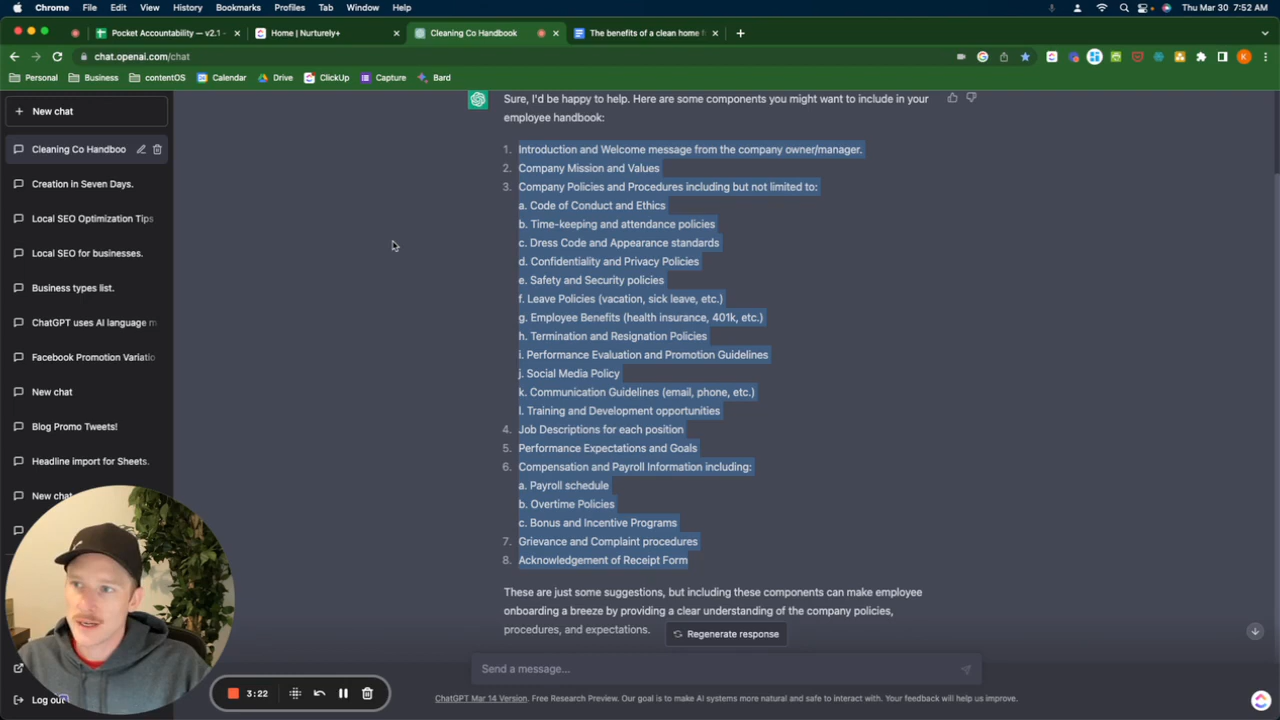 Chrome File Edit View History Bookmarks Profiles Tab Window Help Thu Mar 30 7:52 AM
Pocket Accountability — v2.1 - Home | Nurturely+ Cleaning Co Handbook The benefits of a clean home f
chat.openai.com/chat
Personal Business contentOS Calendar Drive ClickUp Capture Bard
New chat
Cleaning Co Handboo
Creation in Seven Days.
Local SEO Optimization Tips
Local SEO for businesses.
Business types list.
ChatGPT uses AI language m
Facebook Promotion Variatio
New chat
Blog Promo Tweets!
Headline import for Sheets.
New chat
Log out
Sure, I'd be happy to help. Here are some components you might want to include in your
employee handbook:
1. Introduction and Welcome message from the company owner/manager.
2. Company Mission and Values
3. Company Policies and Procedures including but not limited to:
a. Code of Conduct and Ethics
b. Time-keeping and attendance policies
c. Dress Code and Appearance standards
d. Confidentiality and Privacy Policies
e. Safety and Security policies
f. Leave Policies (vacation, sick leave, etc.)
g. Employee Benefits (health insurance, 401k, etc.)
h. Termination and Resignation Policies
i. Performance Evaluation and Promotion Guidelines
j. Social Media Policy
k. Communication Guidelines (email, phone, etc.)
l. Training and Development opportunities
4. Job Descriptions for each position
5. Performance Expectations and Goals
6. Compensation and Payroll Information including:
a. Payroll schedule
b. Overtime Policies
c. Bonus and Incentive Programs
7. Grievance and Complaint procedures
8. Acknowledgement of Receipt Form
These are just some suggestions, but including these components can make employee
onboarding a breeze by providing a clear understanding of the company policies,
procedures, and expectations.
Regenerate response
Send a message...
ChatGPT Mar 14 Version. Free Research Preview. Our goal is to make AI systems more natural and safe to interact with. Your feedback will help us improve.
3:22
K